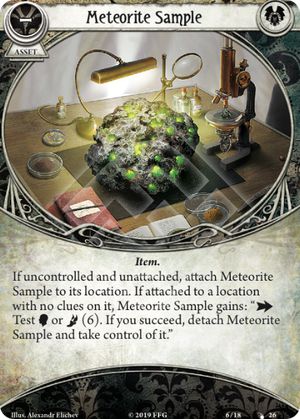 Meteorite Sample
ASSET
Item.
If uncontrolled and unattached, attach Meteorite
Sample to its location. If attached to a location
with no clues on it, Meteorite Sample gains: “
Test or (6). If you succeed, detach Meteorite
Sample and take control of it.”
Illus. Alexandr Elichev
© 2019 FFG
6/18
26